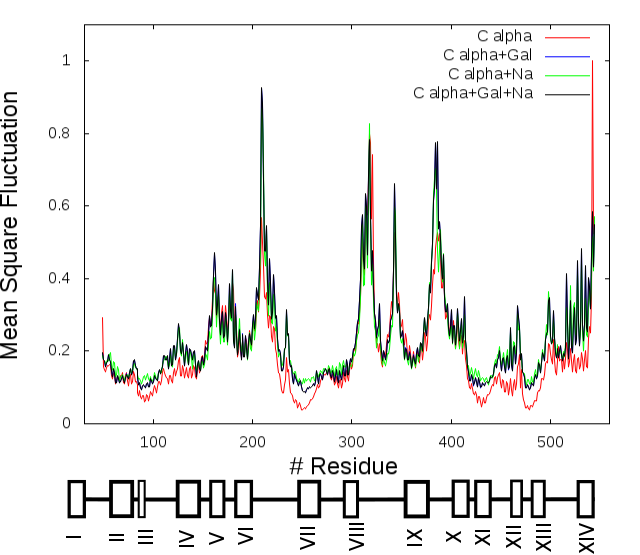 C alpha
C alpha+Gal
C alpha+Na
C alpha+Gal+Na
Mean Square Fluctuation
1
0.8
0.6
0.4
0.2
0
100 200 300 400 500
# Residue
I II III IV V VI VII VIII IX X XI XII XIII XIV